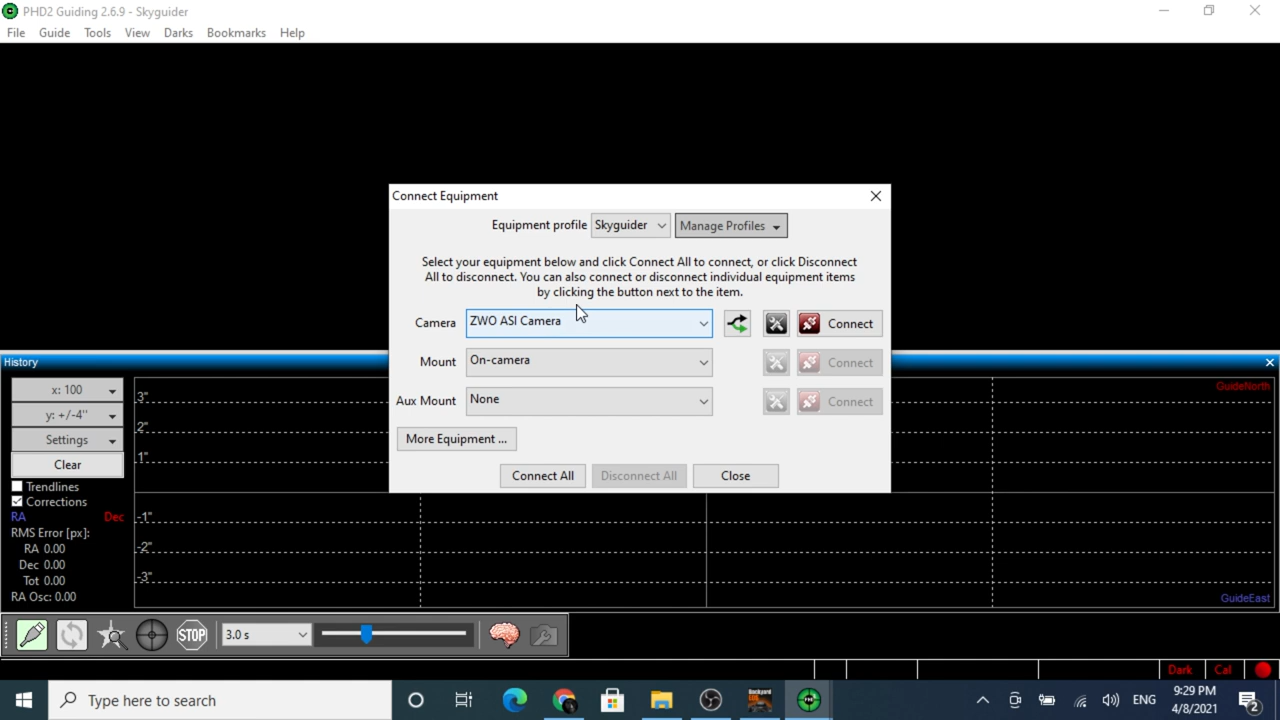 PHD2 Guiding 2.6.9 - Skyguider
File Guide Tools View Darks Bookmarks Help
Connect Equipment
Equipment profile Skyguider Manage Profiles
Select your equipment below and click Connect All to connect, or click Disconnect
All to disconnect. You can also connect or disconnect individual equipment items
by clicking the button next to the item.
Camera ZWO ASI Camera Connect
Mount On-camera Connect
Aux Mount None Connect
More Equipment ...
Connect All Disconnect All Close
History
x: 100
y: +/-4"
Settings
Clear
Trendlines
Corrections
RA Dec
RMS Error [px]:
RA 0.00
Dec 0.00
Tot 0.00
RA Osc: 0.00
3"
2"
1"
-1"
-2"
-3"
GuideNorth
GuideEast
STOP 3.0 s
Dark Cal
Type here to search
ENG
9:29 PM
4/8/2021
2